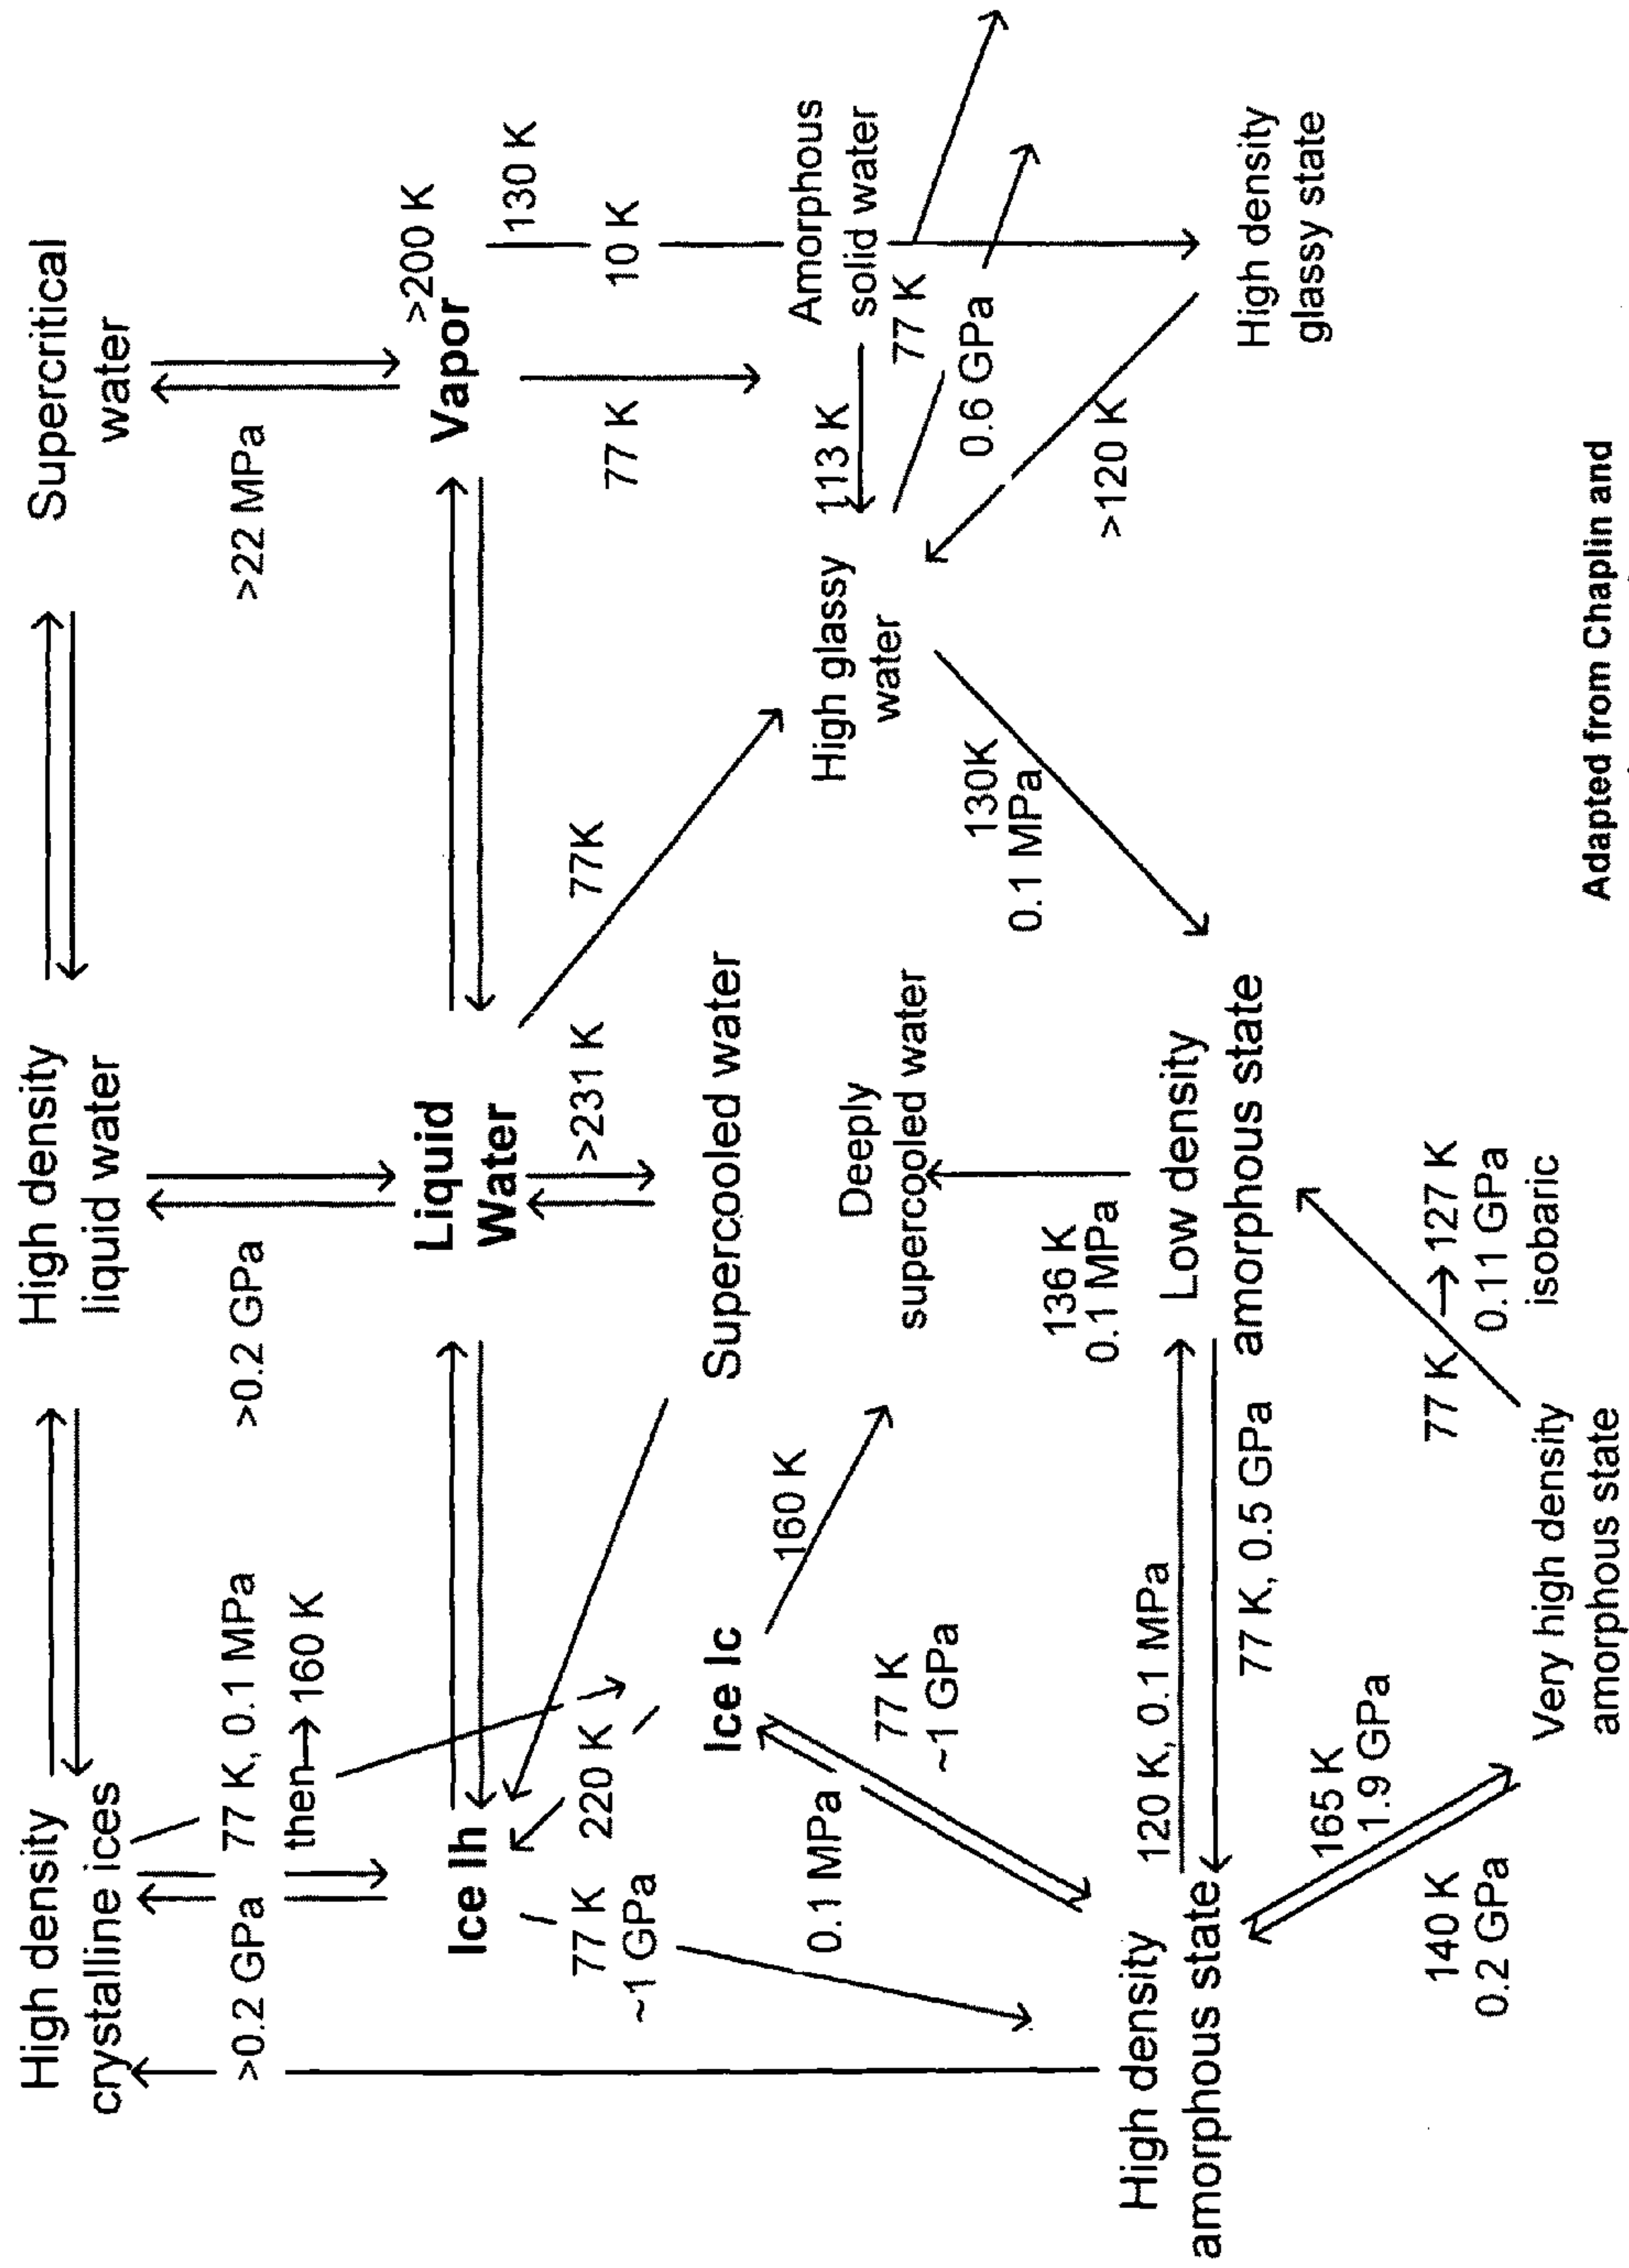 High density
crystalline ices
High density
liquid water
Supercritical
water
>0.2 GPa
77 K, 0.1 MPa
then→160 K
>0.2 GPa
>22 MPa
Ice Ih
Liquid
Water
Vapor
>200 K
77 K
~1 GPa
220 K
>231 K
77K
77 K
130 K
10 K
Ice Ic
Supercooled water
160 K
High glassy
water
113 K
Amorphous
solid water
77 K
0.1 MPa
77 K
~1 GPa
Deeply
supercooled water
130K
0.1 MPa
0.6 GPa
>120 K
136 K
0.1 MPa
High density
amorphous state
120 K, 0.1 MPa
77 K, 0.5 GPa
Low density
amorphous state
High density
glassy state
140 K
0.2 GPa
165 K
1.9 GPa
77 K → 127 K
0.11 GPa
isobaric
Very high density
amorphous state
Adapted from Chaplin and